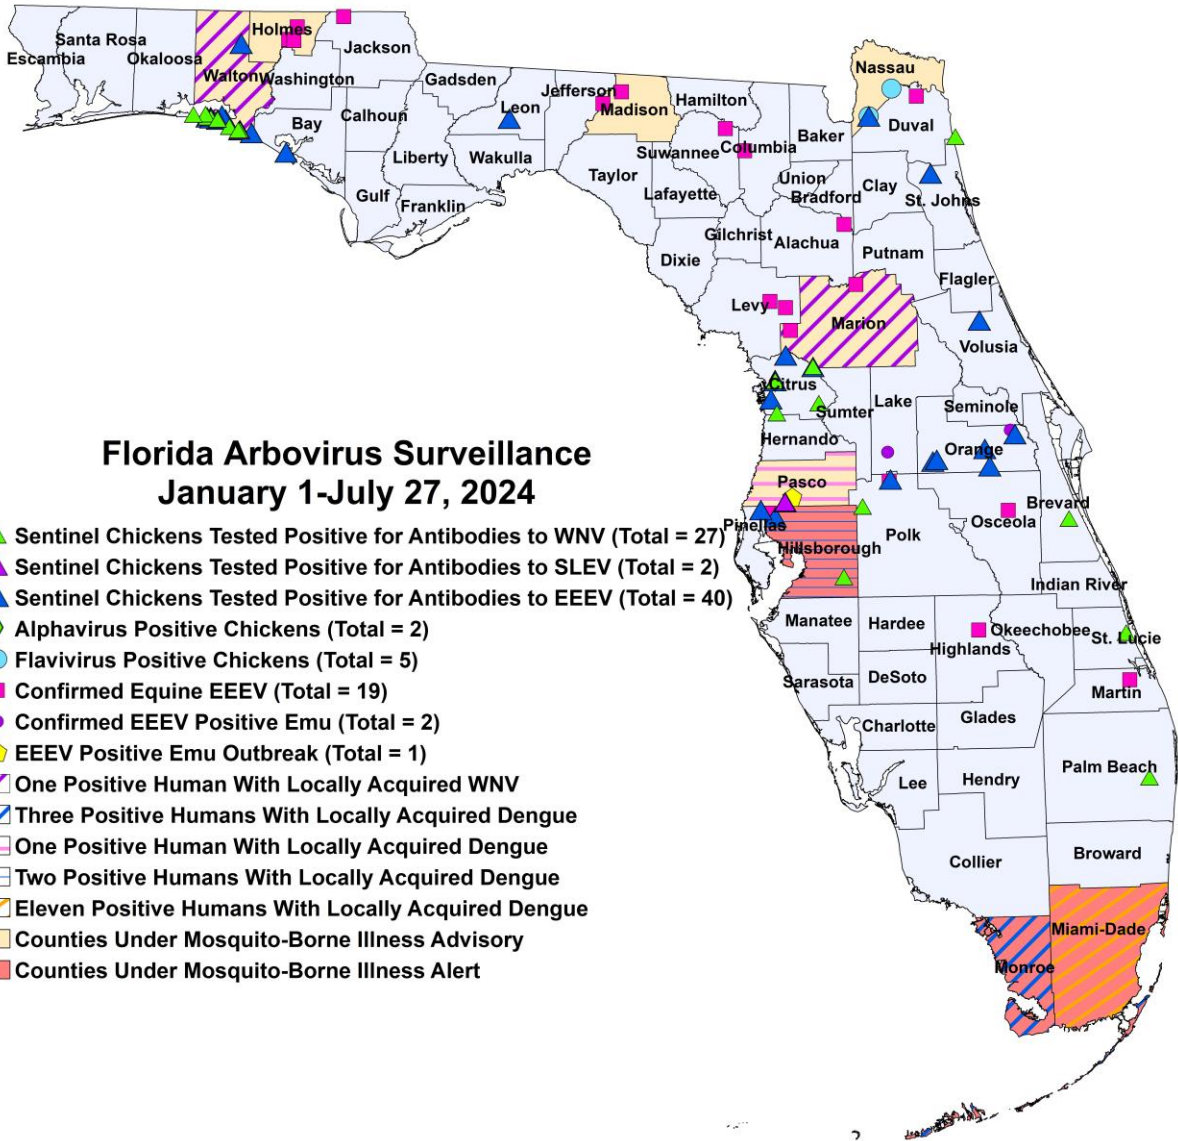 Santa Rosa
Escambia
Okaloosa
Walton
Holmes
Washington
Jackson
Bay
Calhoun
Gulf
Gadsden
Liberty
Franklin
Leon
Wakulla
Jefferson
Madison
Taylor
Hamilton
Suwannee
Lafayette
Columbia
Dixie
Gilchrist
Baker
Union
Bradford
Alachua
Nassau
Duval
Clay
St. Johns
Putnam
Flagler
Levy
Marion
Volusia
Citrus
Sumter
Lake
Seminole
Hernando
Orange
Pasco
Pinellas
Hillsborough
Polk
Osceola
Brevard
Indian River
Manatee
Hardee
Highlands
Okeechobee
St. Lucie
Sarasota
DeSoto
Martin
Charlotte
Glades
Lee
Hendry
Palm Beach
Collier
Broward
Monroe
Miami-Dade
Florida Arbovirus Surveillance
January 1-July 27, 2024
Sentinel Chickens Tested Positive for Antibodies to WNV (Total = 27)
Sentinel Chickens Tested Positive for Antibodies to SLEV (Total = 2)
Sentinel Chickens Tested Positive for Antibodies to EEEV (Total = 40)
Alphavirus Positive Chickens (Total = 2)
Flavivirus Positive Chickens (Total = 5)
Confirmed Equine EEEV (Total = 19)
Confirmed EEEV Positive Emu (Total = 2)
EEEV Positive Emu Outbreak (Total = 1)
One Positive Human With Locally Acquired WNV
Three Positive Humans With Locally Acquired Dengue
One Positive Human With Locally Acquired Dengue
Two Positive Humans With Locally Acquired Dengue
Eleven Positive Humans With Locally Acquired Dengue
Counties Under Mosquito-Borne Illness Advisory
Counties Under Mosquito-Borne Illness Alert